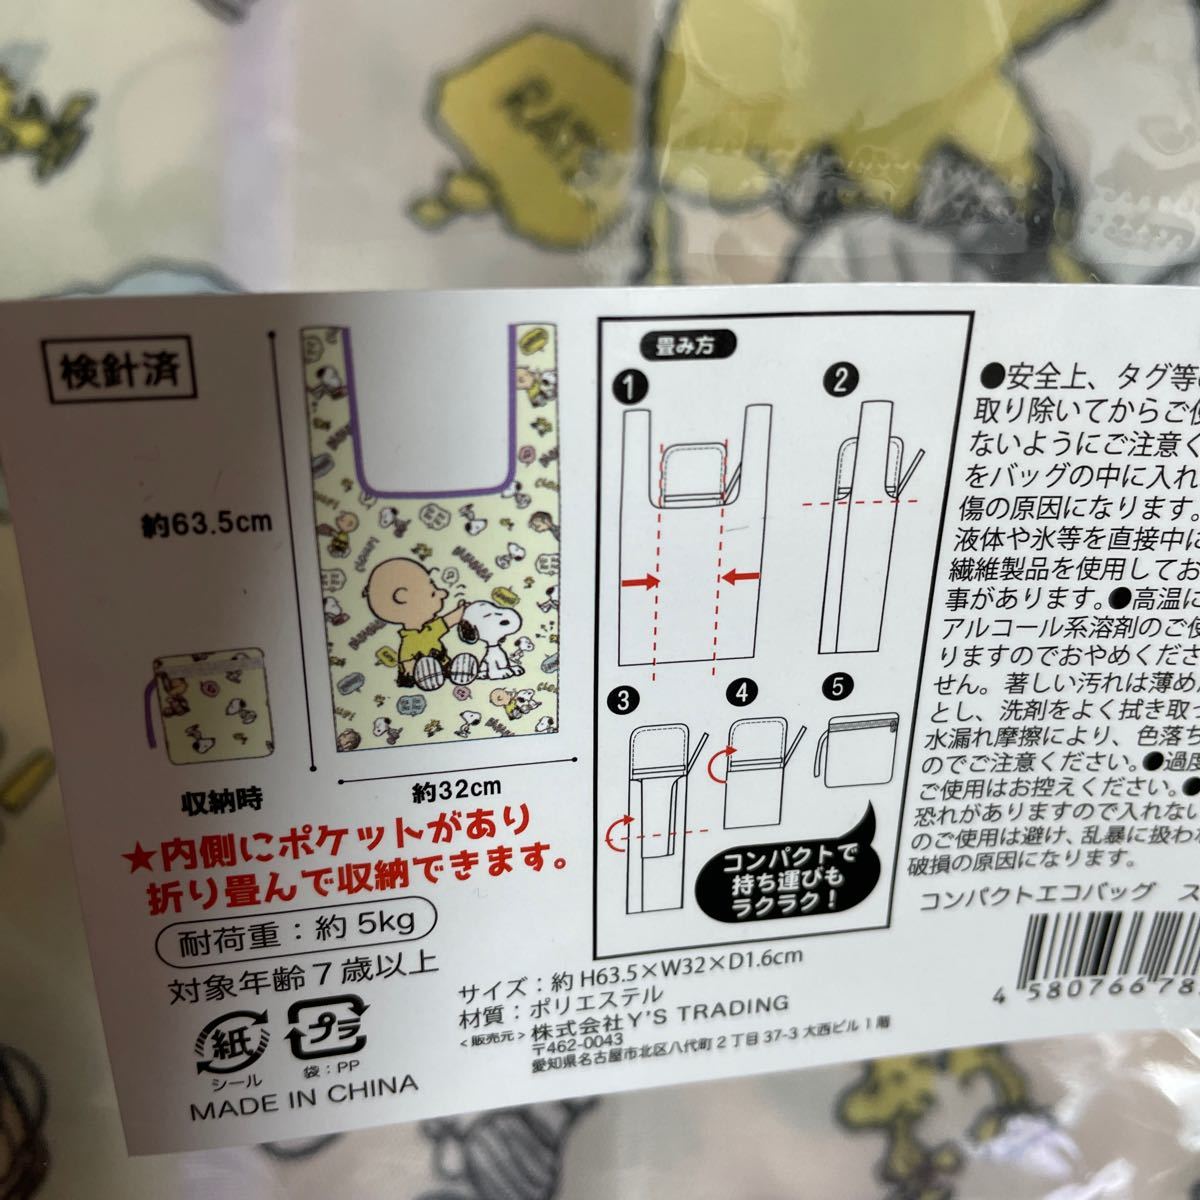 RATS
検針済
約63.5cm
収納時
約32cm
★内側にポケットがあり
折り畳んで収納できます。
耐荷重：約5kg
対象年齢7歳以上
紙
シール
プラ
袋：PP
MADE IN CHINA
畳み方
1
2
3
4
5
コンパクトで
持ち運びも
ラクラク！
サイズ：約H63.5×W32×D1.6cm
材質：ポリエステル
<販売元>株式会社Y'S TRADING
〒462-0043
愛知県名古屋市北区八代町2丁目37-3 大西ビル1階
●安全上、タグ等
取り除いてからご使
ないようにご注意く
をバッグの中に入れ
傷の原因になります。
液体や氷等を直接中に
繊維製品を使用してお
事があります。●高温に
アルコール系溶剤のご使
りますのでおやめくださ
せん。著しい汚れは薄め
とし、洗剤をよく拭き取っ
水漏れ摩擦により、色落ち
のでご注意ください。●過度
ご使用はお控えください。●
恐れがありますので入れない
のご使用は避け、乱暴に扱わ
破損の原因になります。
コンパクトエコバッグ ス
4 580766 78